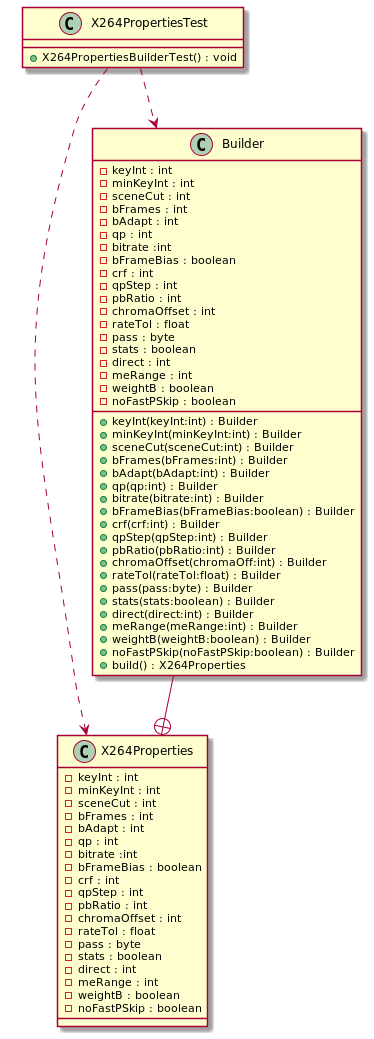 C X264PropertiesTest
X264PropertiesBuilderTest() : void
C Builder
keyInt : int
minKeyInt : int
sceneCut : int
bFrames : int
bAdapt : int
qp : int
bitrate :int
bFrameBias : boolean
crf : int
qpStep : int
pbRatio : int
chromaOffset : int
rateTol : float
pass : byte
stats : boolean
direct : int
meRange : int
weightB : boolean
noFastPSkip : boolean
keyInt(keyInt:int) : Builder
minKeyInt(minKeyInt:int) : Builder
sceneCut(sceneCut:int) : Builder
bFrames(bFrames:int) : Builder
bAdapt(bAdapt:int) : Builder
qp(qp:int) : Builder
bitrate(bitrate:int) : Builder
bFrameBias(bFrameBias:boolean) : Builder
crf(crf:int) : Builder
qpStep(qpStep:int) : Builder
pbRatio(pbRatio:int) : Builder
chromaOffset(chromaOff:int) : Builder
rateTol(rateTol:float) : Builder
pass(pass:byte) : Builder
stats(stats:boolean) : Builder
direct(direct:int) : Builder
meRange(meRange:int) : Builder
weightB(weightB:boolean) : Builder
noFastPSkip(noFastPSkip:boolean) : Builder
build() : X264Properties
C X264Properties
keyInt : int
minKeyInt : int
sceneCut : int
bFrames : int
bAdapt : int
qp : int
bitrate :int
bFrameBias : boolean
crf : int
qpStep : int
pbRatio : int
chromaOffset : int
rateTol : float
pass : byte
stats : boolean
direct : int
meRange : int
weightB : boolean
noFastPSkip : boolean